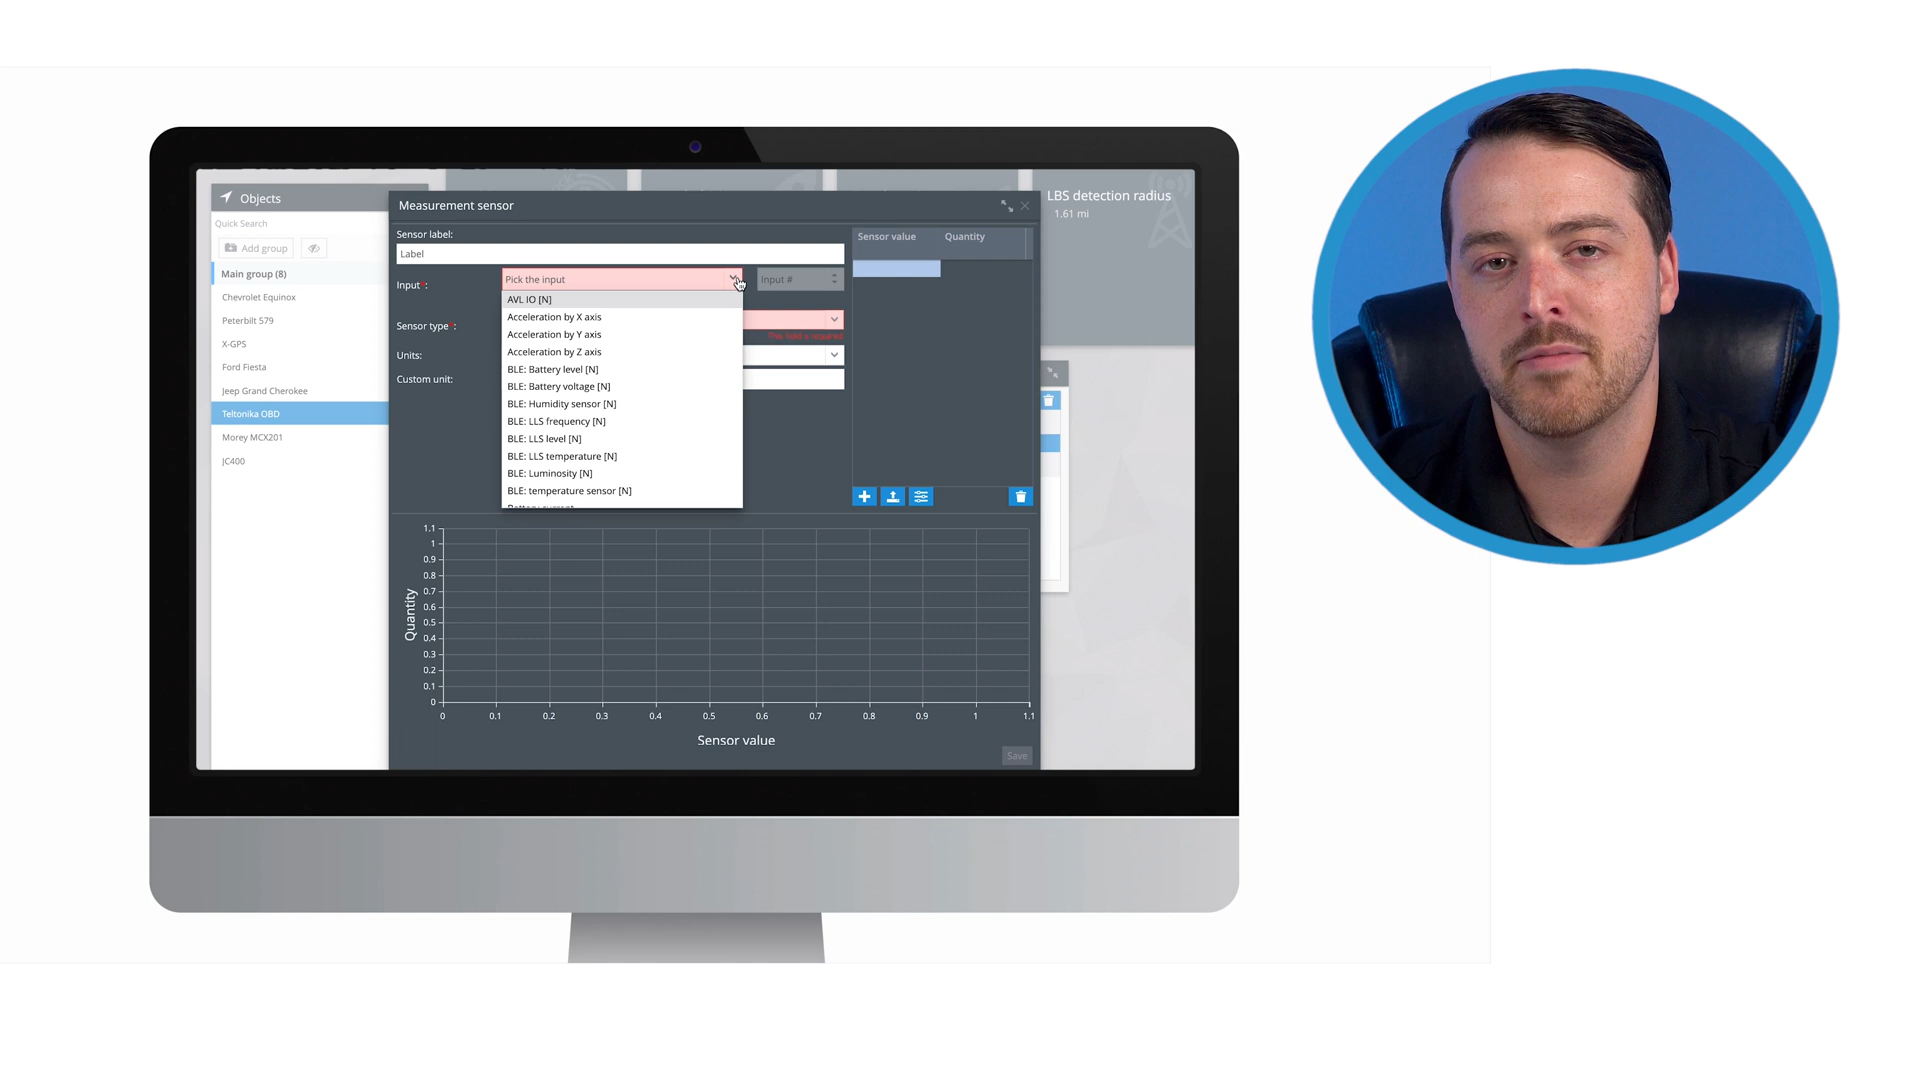 Objects
Quick Search
Add group
Main group (8)
Chevrolet Equinox
Peterbilt 579
X-GPS
Ford Fiesta
Jeep Grand Cherokee
Teltonika OBD
Morey MCX201
JC400
Measurement sensor
Sensor label:
Label
Input*:
Pick the input
Input #
AVL IO [N]
Acceleration by X axis
Acceleration by Y axis
Acceleration by Z axis
BLE: Battery level [N]
BLE: Battery voltage [N]
BLE: Humidity sensor [N]
BLE: LLS frequency [N]
BLE: LLS level [N]
BLE: LLS temperature [N]
BLE: Luminosity [N]
BLE: temperature sensor [N]
Battery current
Sensor type*:
This field is required
Units:
Custom unit:
Sensor value Quantity
LBS detection radius
1.61 mi
1.1
1
0.9
0.8
0.7
0.6
0.5
0.4
0.3
0.2
0.1
0
Quantity
0 0.1 0.2 0.3 0.4 0.5 0.6 0.7 0.8 0.9 1 1.1
Sensor value
Save